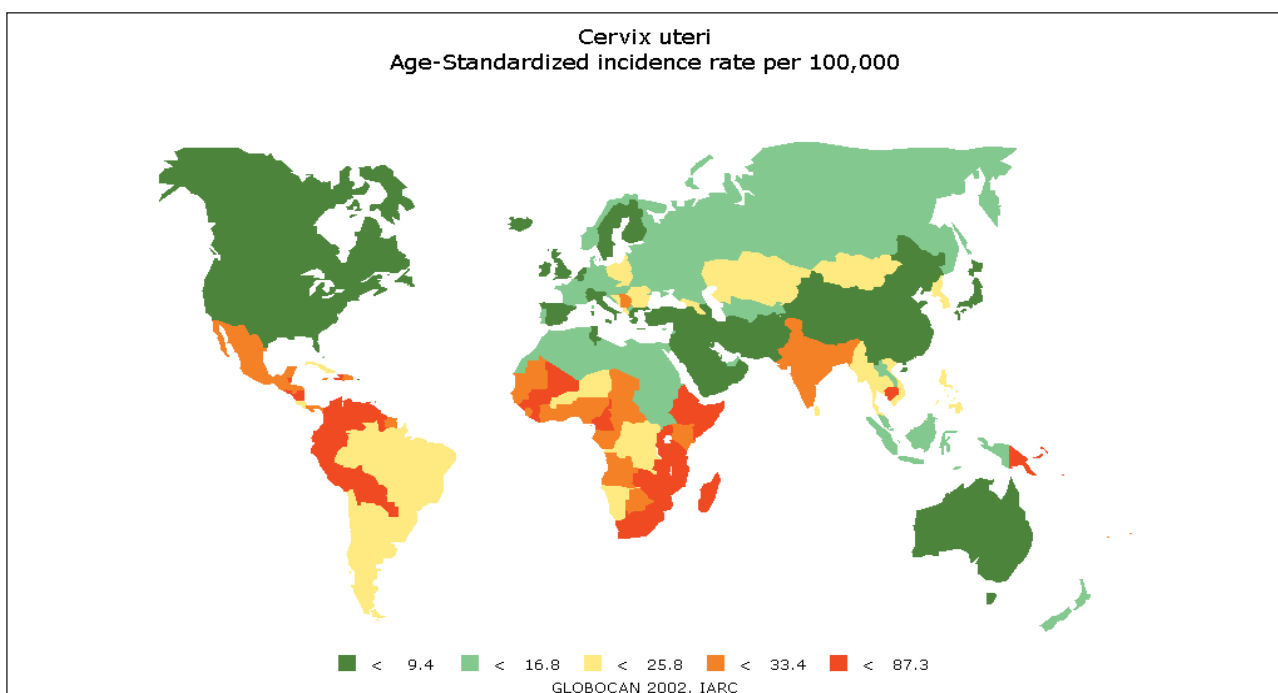 Cervix uteri
Age-Standardized incidence rate per 100,000
< 9.4 < 16.8 < 25.8 < 33.4 < 87.3
GLOBOCAN 2002. IARC